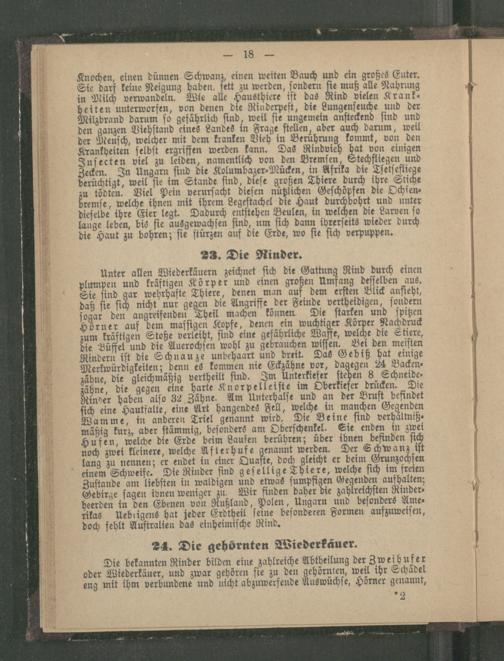 — 18 —
Knochen, einen dünnen Schwanz, einen weiten Bauch und ein großes Euter.
Sie darf keine Neigung haben, fett zu werden, sondern sie muß alle Nahrung
in Milch verwandeln. Wie alle Hausthiere ist das Rind vielen Krank-
heiten unterworfen, von denen die Rinderpest, die Lungenseuche und der
Milzbrand darum so gefährlich sind, weil sie ungemein ansteckend sind und
den ganzen Viehstand eines Landes in Frage stellen, aber auch darum, weil
der Mensch, welcher mit dem kranken Vieh in Berührung kommt, von den
Krankheiten selbst ergriffen werden kann. Das Rindvieh hat von einigen
Insecten viel zu leiden, namentlich von den Bremsen, Stechfliegen und
Zecken. In Ungarn sind die Kolumbazer-Mücken, in Afrika die Tsetsefliege
berüchtigt, weil sie im Stande sind, diese großen Thiere durch ihre Stiche
zu tödten. Viel Pein verursacht diesen nützlichen Geschöpfen die Ochsen-
bremse, welche ihnen mit ihrem Legestachel die Haut durchbohrt und unter
dieselbe ihre Eier legt. Dadurch entstehen Beulen, in welchen die Larven so
lange leben, bis sie ausgewachsen sind, um sich dann ihrerseits wieder durch
die Haut zu bohren; sie stürzen auf die Erde, wo sie sich verpuppen.
23. Die Rinder.
Unter allen Wiederkäuern zeichnet sich die Gattung Rind durch einen
plumpen und kräftigen Körper und einen großen Umfang desselben aus.
Sie sind gar wehrhafte Thiere, denen man auf dem ersten Blick ansieht,
daß sie sich nicht nur gegen die Angriffe der Feinde vertheidigen, sondern
sogar den angreifenden Theil machen können. Die starken und spitzen
Hörner auf dem massigen Kopfe, denen ein wuchtiger Körper Nachdruck
zum kräftigen Stoße verleiht, sind eine gefährliche Waffe, welche die Stiere,
die Büffel und die Auerochsen wohl zu gebrauchen wissen. Bei den meisten
Rindern ist die Schnauze unbehaart und breit. Das Gebiß hat einige
Merkwürdigkeiten; denn es kommen nie Eckzähne vor, dagegen 24 Backen-
zähne, die gleichmäßig vertheilt sind. Im Unterkiefer stehen 8 Schneide-
zähne, die gegen eine harte Knorpelleiste im Oberkiefer drücken. Die
Rinder haben also 32 Zähne. Am Unterhalse und an der Brust befindet
sich eine Hautfalte, eine Art hangendes Fell, welche in manchen Gegenden
Wamme, in anderen Triel genannt wird. Die Beine sind verhältniß-
mäßig kurz, aber stämmig, besonders am Oberschenkel. Sie enden in zwei
Hufen, welche die Erde beim Laufen berühren; über ihnen befinden sich
noch zwei kleinere, welche Afterhufe genannt werden. Der Schwanz ist
lang zu nennen; er endet in einer Quaste, doch gleicht er beim Grunzochsen
einem Schweife. Die Rinder sind gesellige Thiere, welche sich im freien
Zustande am liebsten in waldigen und etwas sumpfigen Gegenden aufhalten;
Gebirge sagen ihnen weniger zu. Wir finden daher die zahlreichsten Rinder-
heerden in den Ebenen von Rußland, Polen, Ungarn und besonders Ame-
rikas. Uebrigens hat jeder Erdtheil seine besonderen Formen aufzuweisen,
doch fehlt Australien das einheimische Rind.
24. Die gehörnten Wiederkäuer.
Die bekannten Rinder bilden eine zahlreiche Abtheilung der Zweihufer
oder Wiederkäuer, und zwar gehören sie zu den gehörnten, weil ihr Schädel
eng mit ihm verbundene und nicht abzuwerfende Auswüchse, Hörner genannt,
*2